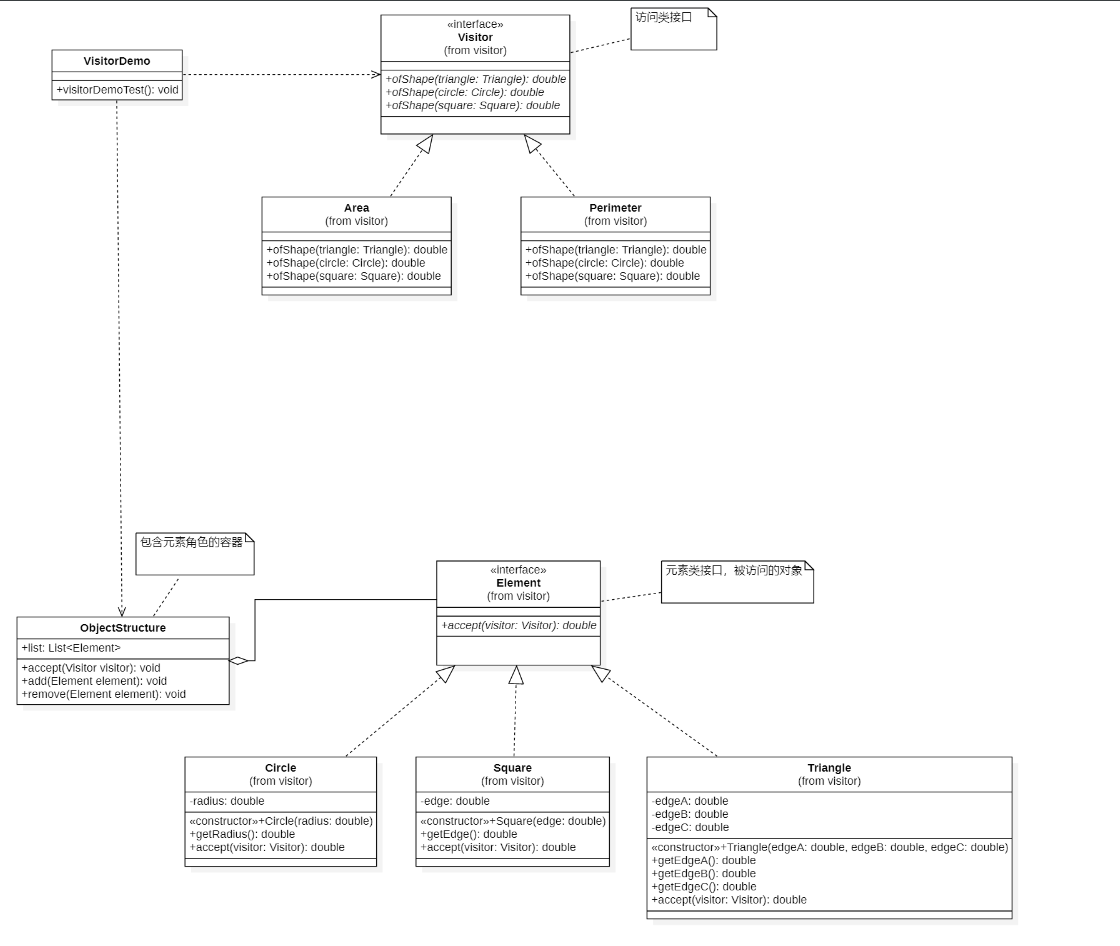 访问类接口
«interface»
Visitor
(from visitor)
+ofShape(triangle: Triangle): double
+ofShape(circle: Circle): double
+ofShape(square: Square): double
VisitorDemo
+visitorDemoTest(): void
Area
(from visitor)
+ofShape(triangle: Triangle): double
+ofShape(circle: Circle): double
+ofShape(square: Square): double
Perimeter
(from visitor)
+ofShape(triangle: Triangle): double
+ofShape(circle: Circle): double
+ofShape(square: Square): double
包含元素角色的容器
ObjectStructure
+list: List<Element>
+accept(Visitor visitor): void
+add(Element element): void
+remove(Element element): void
«interface»
Element
(from visitor)
+accept(visitor: Visitor): double
元素类接口，被访问的对象
Circle
(from visitor)
-radius: double
«constructor»+Circle(radius: double)
+getRadius(): double
+accept(visitor: Visitor): double
Square
(from visitor)
-edge: double
«constructor»+Square(edge: double)
+getEdge(): double
+accept(visitor: Visitor): double
Triangle
(from visitor)
-edgeA: double
-edgeB: double
-edgeC: double
«constructor»+Triangle(edgeA: double, edgeB: double, edgeC: double)
+getEdgeA(): double
+getEdgeB(): double
+getEdgeC(): double
+accept(visitor: Visitor): double